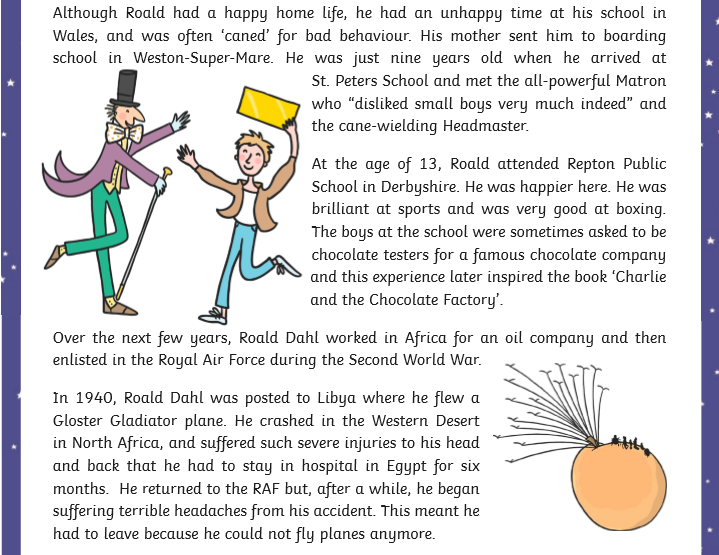 Although Roald had a happy home life, he had an unhappy time at his school in
Wales, and was often ‘caned’ for bad behaviour. His mother sent him to boarding
school in Weston-Super-Mare. He was just nine years old when he arrived at
St. Peters School and met the all-powerful Matron
who “disliked small boys very much indeed” and
the cane-wielding Headmaster.
At the age of 13, Roald attended Repton Public
School in Derbyshire. He was happier here. He was
brilliant at sports and was very good at boxing.
The boys at the school were sometimes asked to be
chocolate testers for a famous chocolate company
and this experience later inspired the book ‘Charlie
and the Chocolate Factory’.
Over the next few years, Roald Dahl worked in Africa for an oil company and then
enlisted in the Royal Air Force during the Second World War.
In 1940, Roald Dahl was posted to Libya where he flew a
Gloster Gladiator plane. He crashed in the Western Desert
in North Africa, and suffered such severe injuries to his head
and back that he had to stay in hospital in Egypt for six
months. He returned to the RAF but, after a while, he began
suffering terrible headaches from his accident. This meant he
had to leave because he could not fly planes anymore.